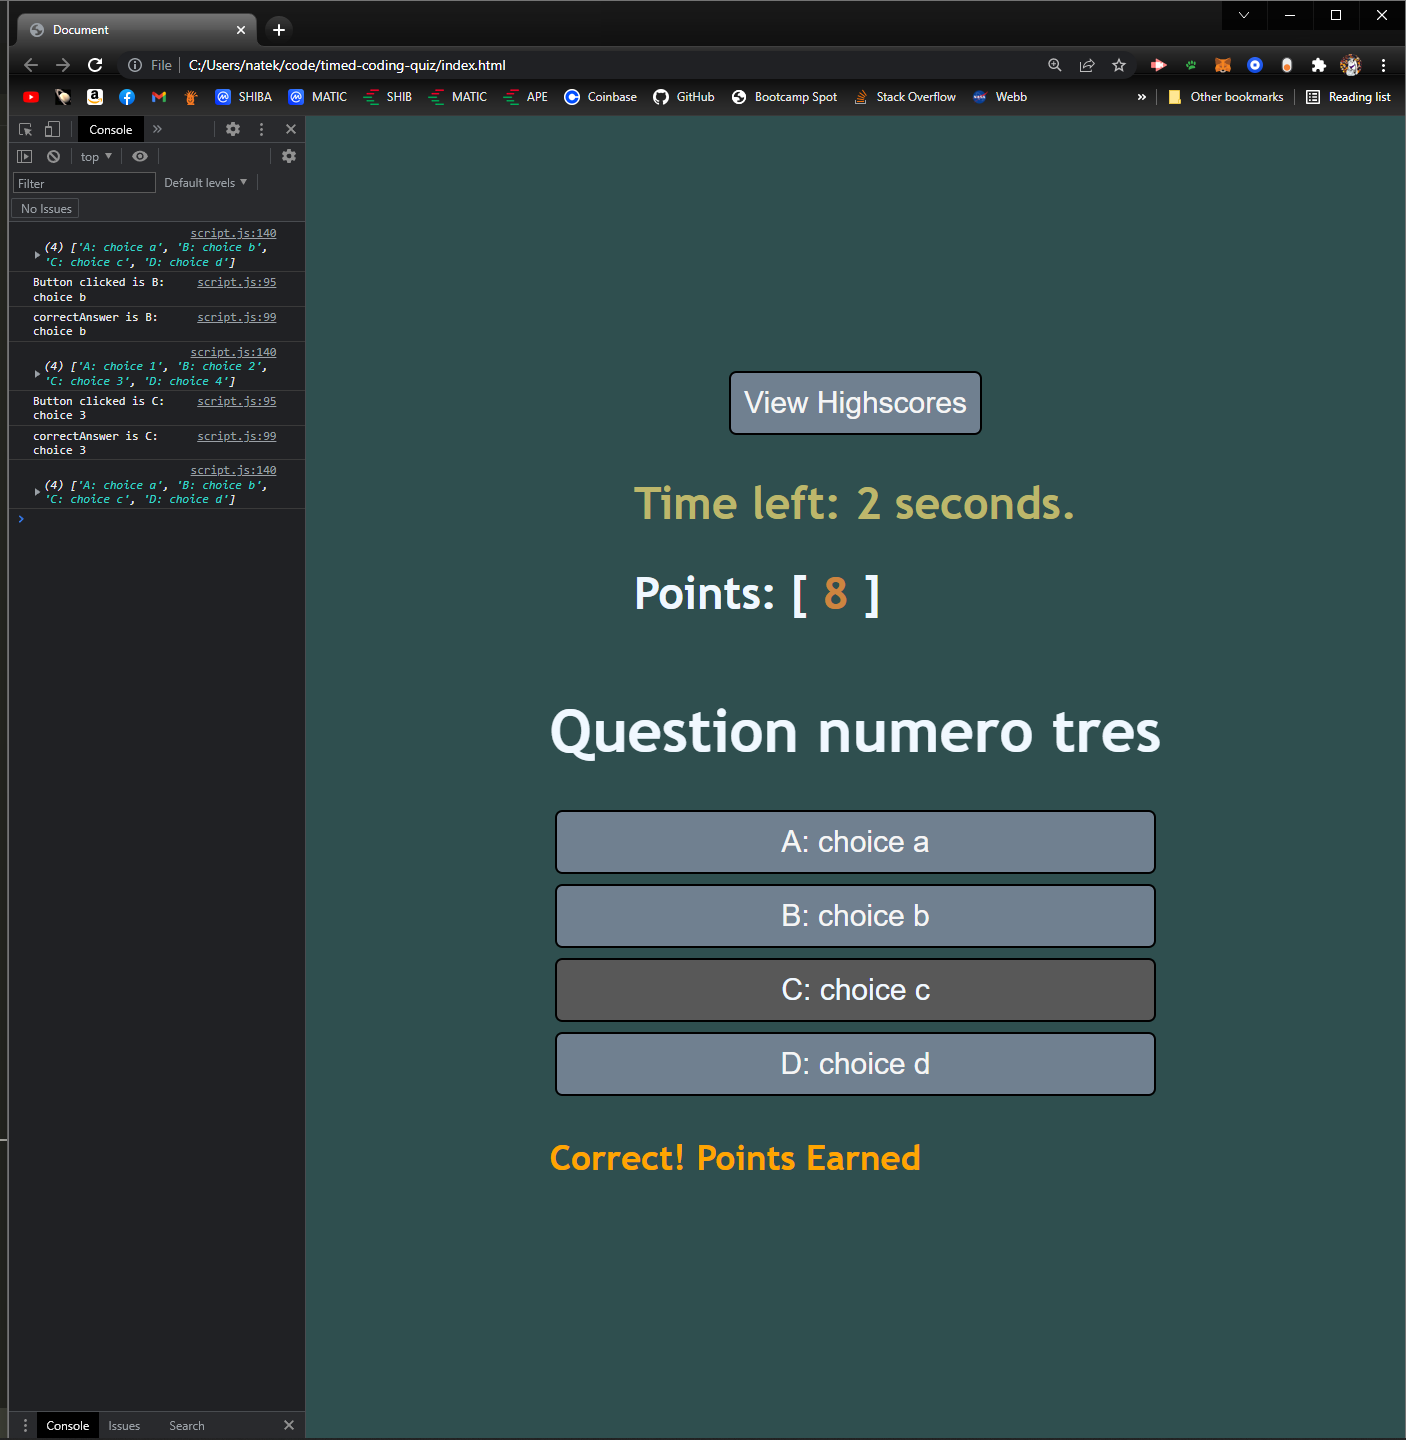 Document
File C:/Users/natek/code/timed-coding-quiz/index.html
SHIBA MATIC SHIB MATIC APE Coinbase GitHub Bootcamp Spot Stack Overflow Webb » Other bookmarks Reading list
Console »
top
Filter Default levels
No Issues
script.js:140
(4) ['A: choice a', 'B: choice b',
'C: choice c', 'D: choice d']
Button clicked is B: script.js:95
choice b
correctAnswer is B: script.js:99
choice b
script.js:140
(4) ['A: choice 1', 'B: choice 2',
'C: choice 3', 'D: choice 4']
Button clicked is C: script.js:95
choice 3
correctAnswer is C: script.js:99
choice 3
script.js:140
(4) ['A: choice a', 'B: choice b',
'C: choice c', 'D: choice d']
Console Issues Search
View Highscores
Time left: 2 seconds.
Points: [ 8 ]
Question numero tres
A: choice a
B: choice b
C: choice c
D: choice d
Correct! Points Earned